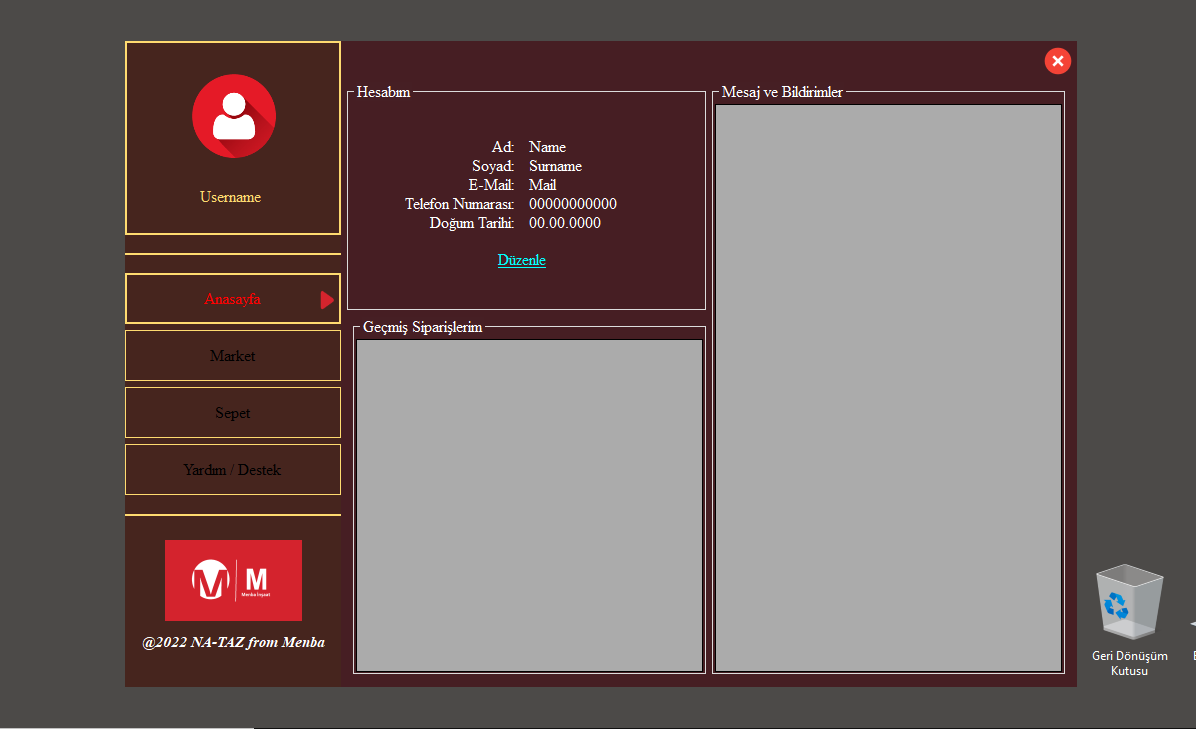 Username
Anasayfa
Market
Sepet
Yardım / Destek
M | M
Menba İnşaat
@2022 NA-TAZ from Menba
Hesabım
Ad: Name
Soyad: Surname
E-Mail: Mail
Telefon Numarası: 00000000000
Doğum Tarihi: 00.00.0000
Düzenle
Geçmiş Siparişlerim
Mesaj ve Bildirimler
Geri Dönüşüm
Kutusu